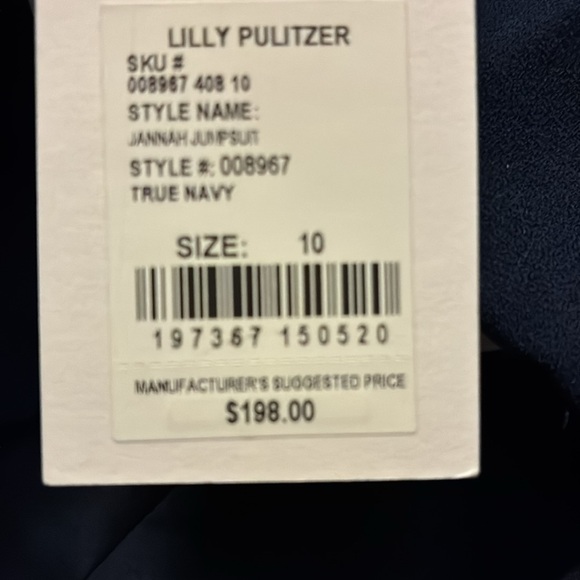 LILLY PULITZER
SKU #
008967 408 10
STYLE NAME:
JANNAH JUMPSUIT
STYLE #: 008967
TRUE NAVY
SIZE: 10
197367 150520
MANUFACTURER'S SUGGESTED PRICE
$198.00